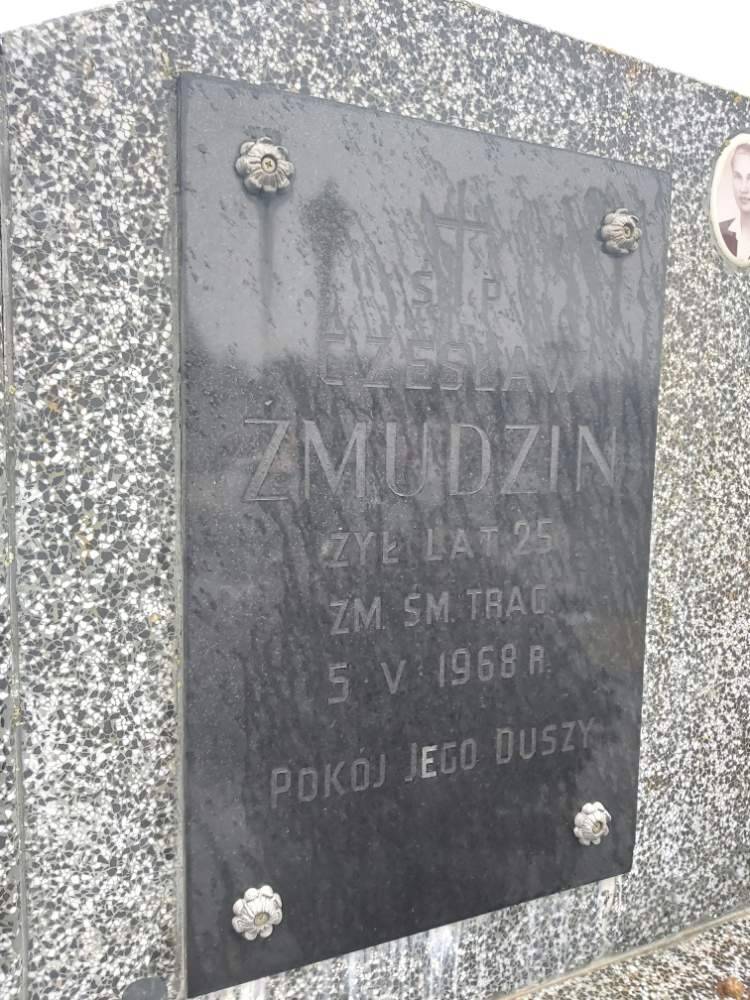 Ś P
CZESŁAW
ZMUDZIN
ŻYŁ LAT 25
ZM. ŚM. TRAG.
5 V 1968 R.
POKÓJ JEGO DUSZY